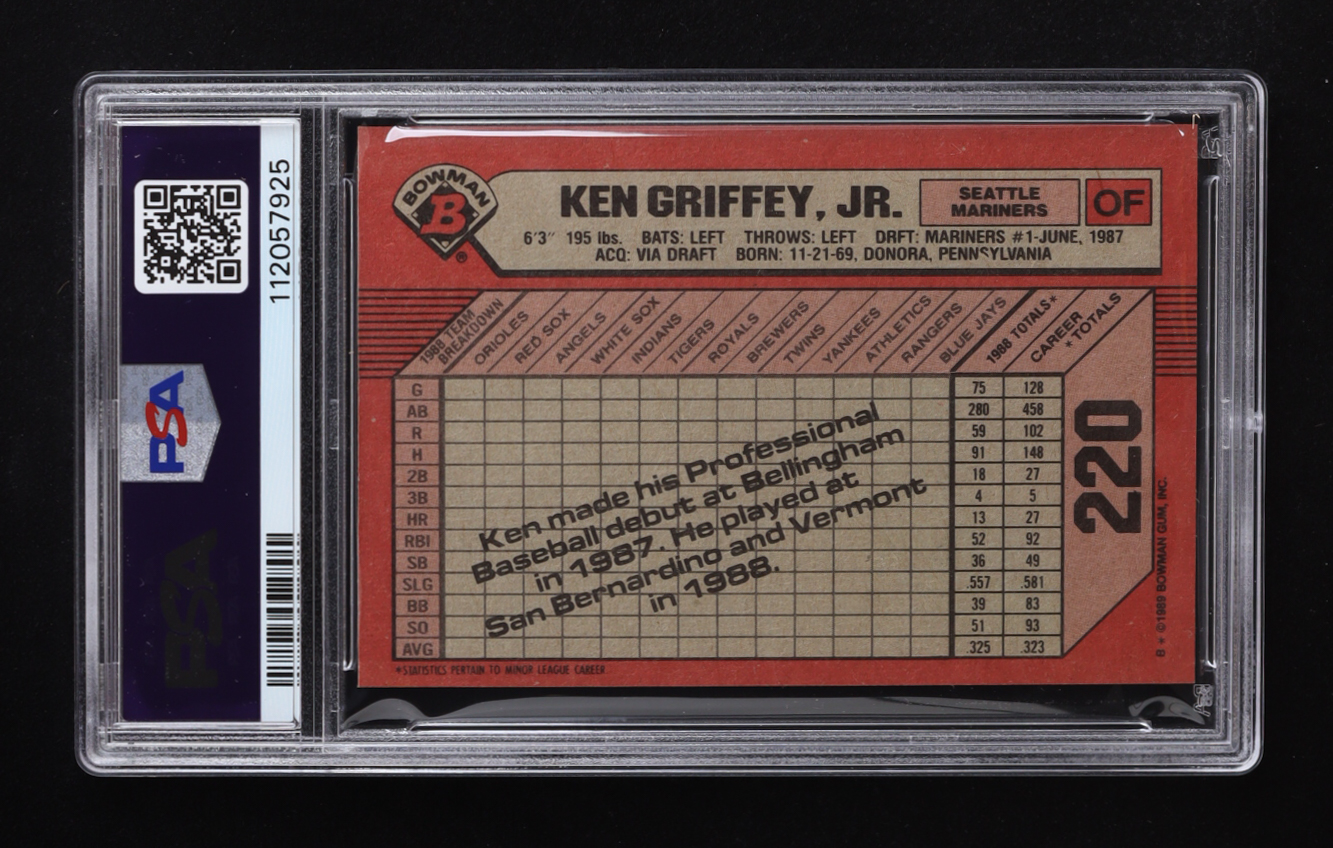 112057925
PSA
PSA
BOWMAN
B
®
KEN GRIFFEY, JR.
SEATTLE
MARINERS
OF
6'3" 195 lbs. BATS: LEFT THROWS: LEFT DRFT: MARINERS #1-JUNE, 1987
ACQ: VIA DRAFT BORN: 11-21-69, DONORA, PENNSYLVANIA
1988 TEAM
BREAKDOWN
ORIOLES
RED SOX
ANGELS
WHITE SOX
INDIANS
TIGERS
ROYALS
BREWERS
TWINS
YANKEES
ATHLETICS
RANGERS
BLUE JAYS
1988 TOTALS*
CAREER
*TOTALS
G 75 128
AB 280 458
R 59 102
H 91 148
2B 18 27
3B 4 5
HR 13 27
RBI 52 92
SB 36 49
SLG .557 .581
BB 39 83
SO 51 93
AVG .325 .323
Ken made his Professional
Baseball debut at Bellingham
in 1987. He played at
San Bernardino and Vermont
in 1988.
220
*STATISTICS PERTAIN TO MINOR LEAGUE CAREER
B * ©1989 BOWMAN GUM, INC.